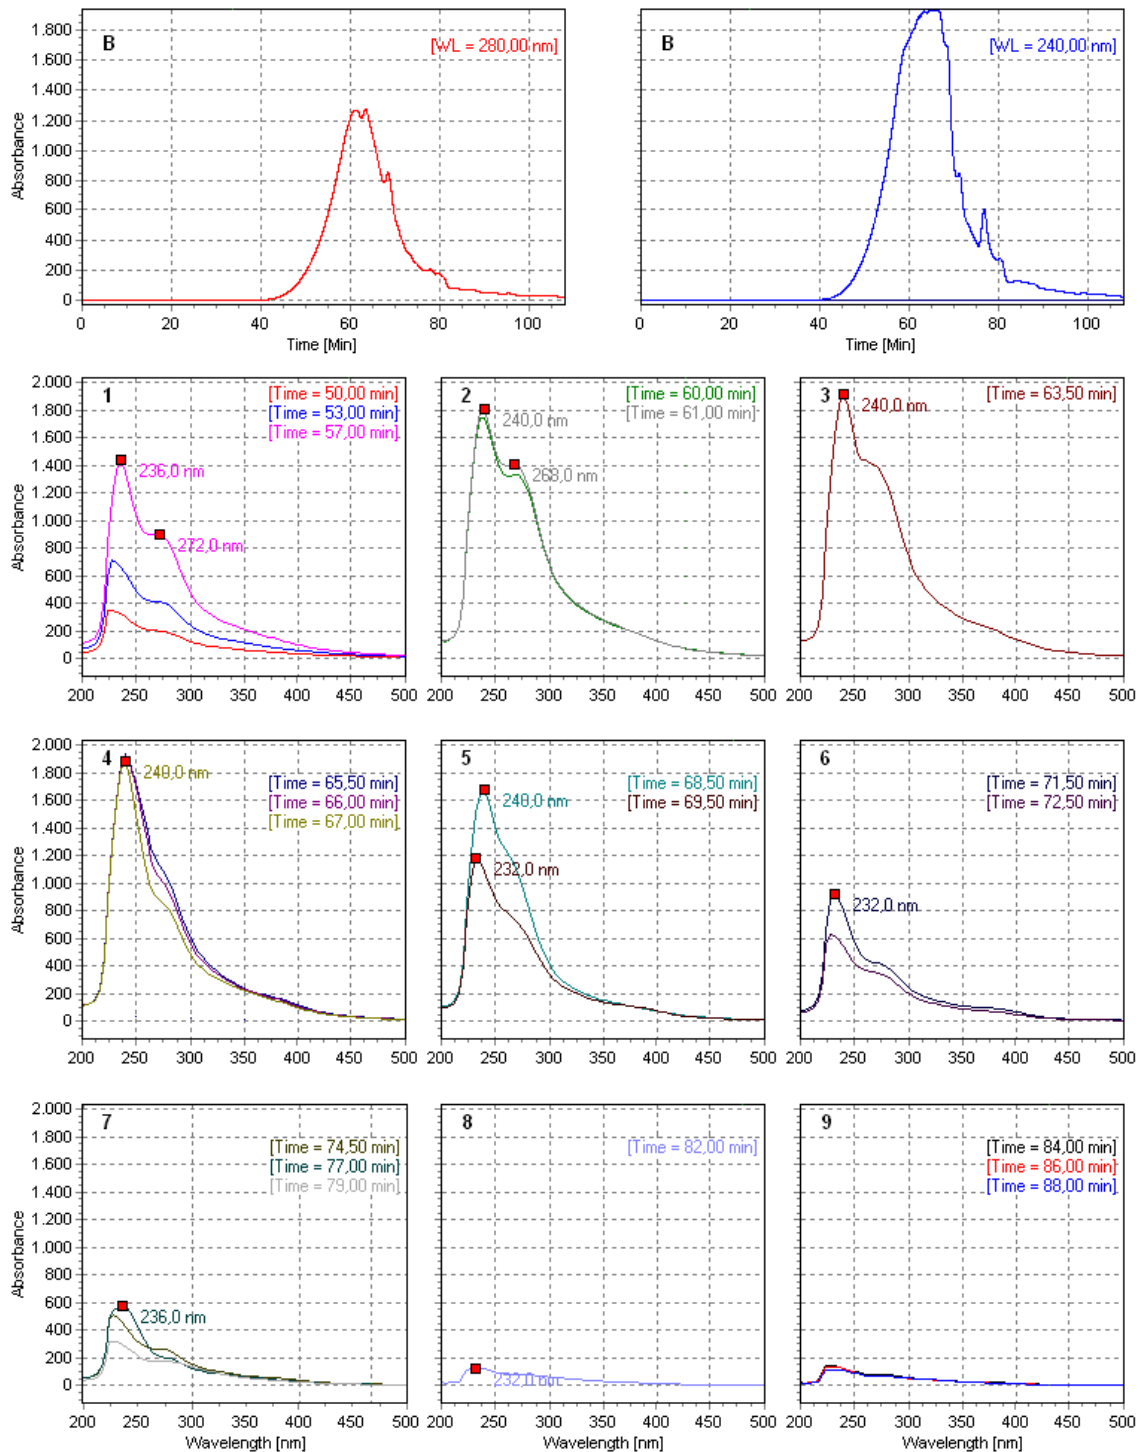 B [WL = 280,00 nm]
Absorbance
1.800
1.600
1.400
1.200
1.000
800
600
400
200
0
0 20 40 60 80 100
Time [Min]
B [WL = 240,00 nm]
0 20 40 60 80 100
Time [Min]
1 [Time = 50,00 min]
[Time = 53,00 min]
[Time = 57,00 min]
Absorbance
2.000
1.800
1.600
1.400
1.200
1.000
800
600
400
200
0
236,0 nm
272,0 nm
200 250 300 350 400 450 500
2 [Time = 60,00 min]
[Time = 61,00 min]
240,0 nm
268,0 nm
200 250 300 350 400 450 500
3 [Time = 63,50 min]
240,0 nm
200 250 300 350 400 450 500
4 [Time = 65,50 min]
[Time = 66,00 min]
[Time = 67,00 min]
Absorbance
2.000
1.800
1.600
1.400
1.200
1.000
800
600
400
200
0
240,0 nm
200 250 300 350 400 450 500
5 [Time = 68,50 min]
[Time = 69,50 min]
240,0 nm
232,0 nm
200 250 300 350 400 450 500
6 [Time = 71,50 min]
[Time = 72,50 min]
232,0 nm
200 250 300 350 400 450 500
7 [Time = 74,50 min]
[Time = 77,00 min]
[Time = 79,00 min]
Absorbance
2.000
1.800
1.600
1.400
1.200
1.000
800
600
400
200
0
236,0 nm
200 250 300 350 400 450 500
Wavelength [nm]
8 [Time = 82,00 min]
232,0 nm
200 250 300 350 400 450 500
Wavelength [nm]
9 [Time = 84,00 min]
[Time = 86,00 min]
[Time = 88,00 min]
200 250 300 350 400 450 500
Wavelength [nm]